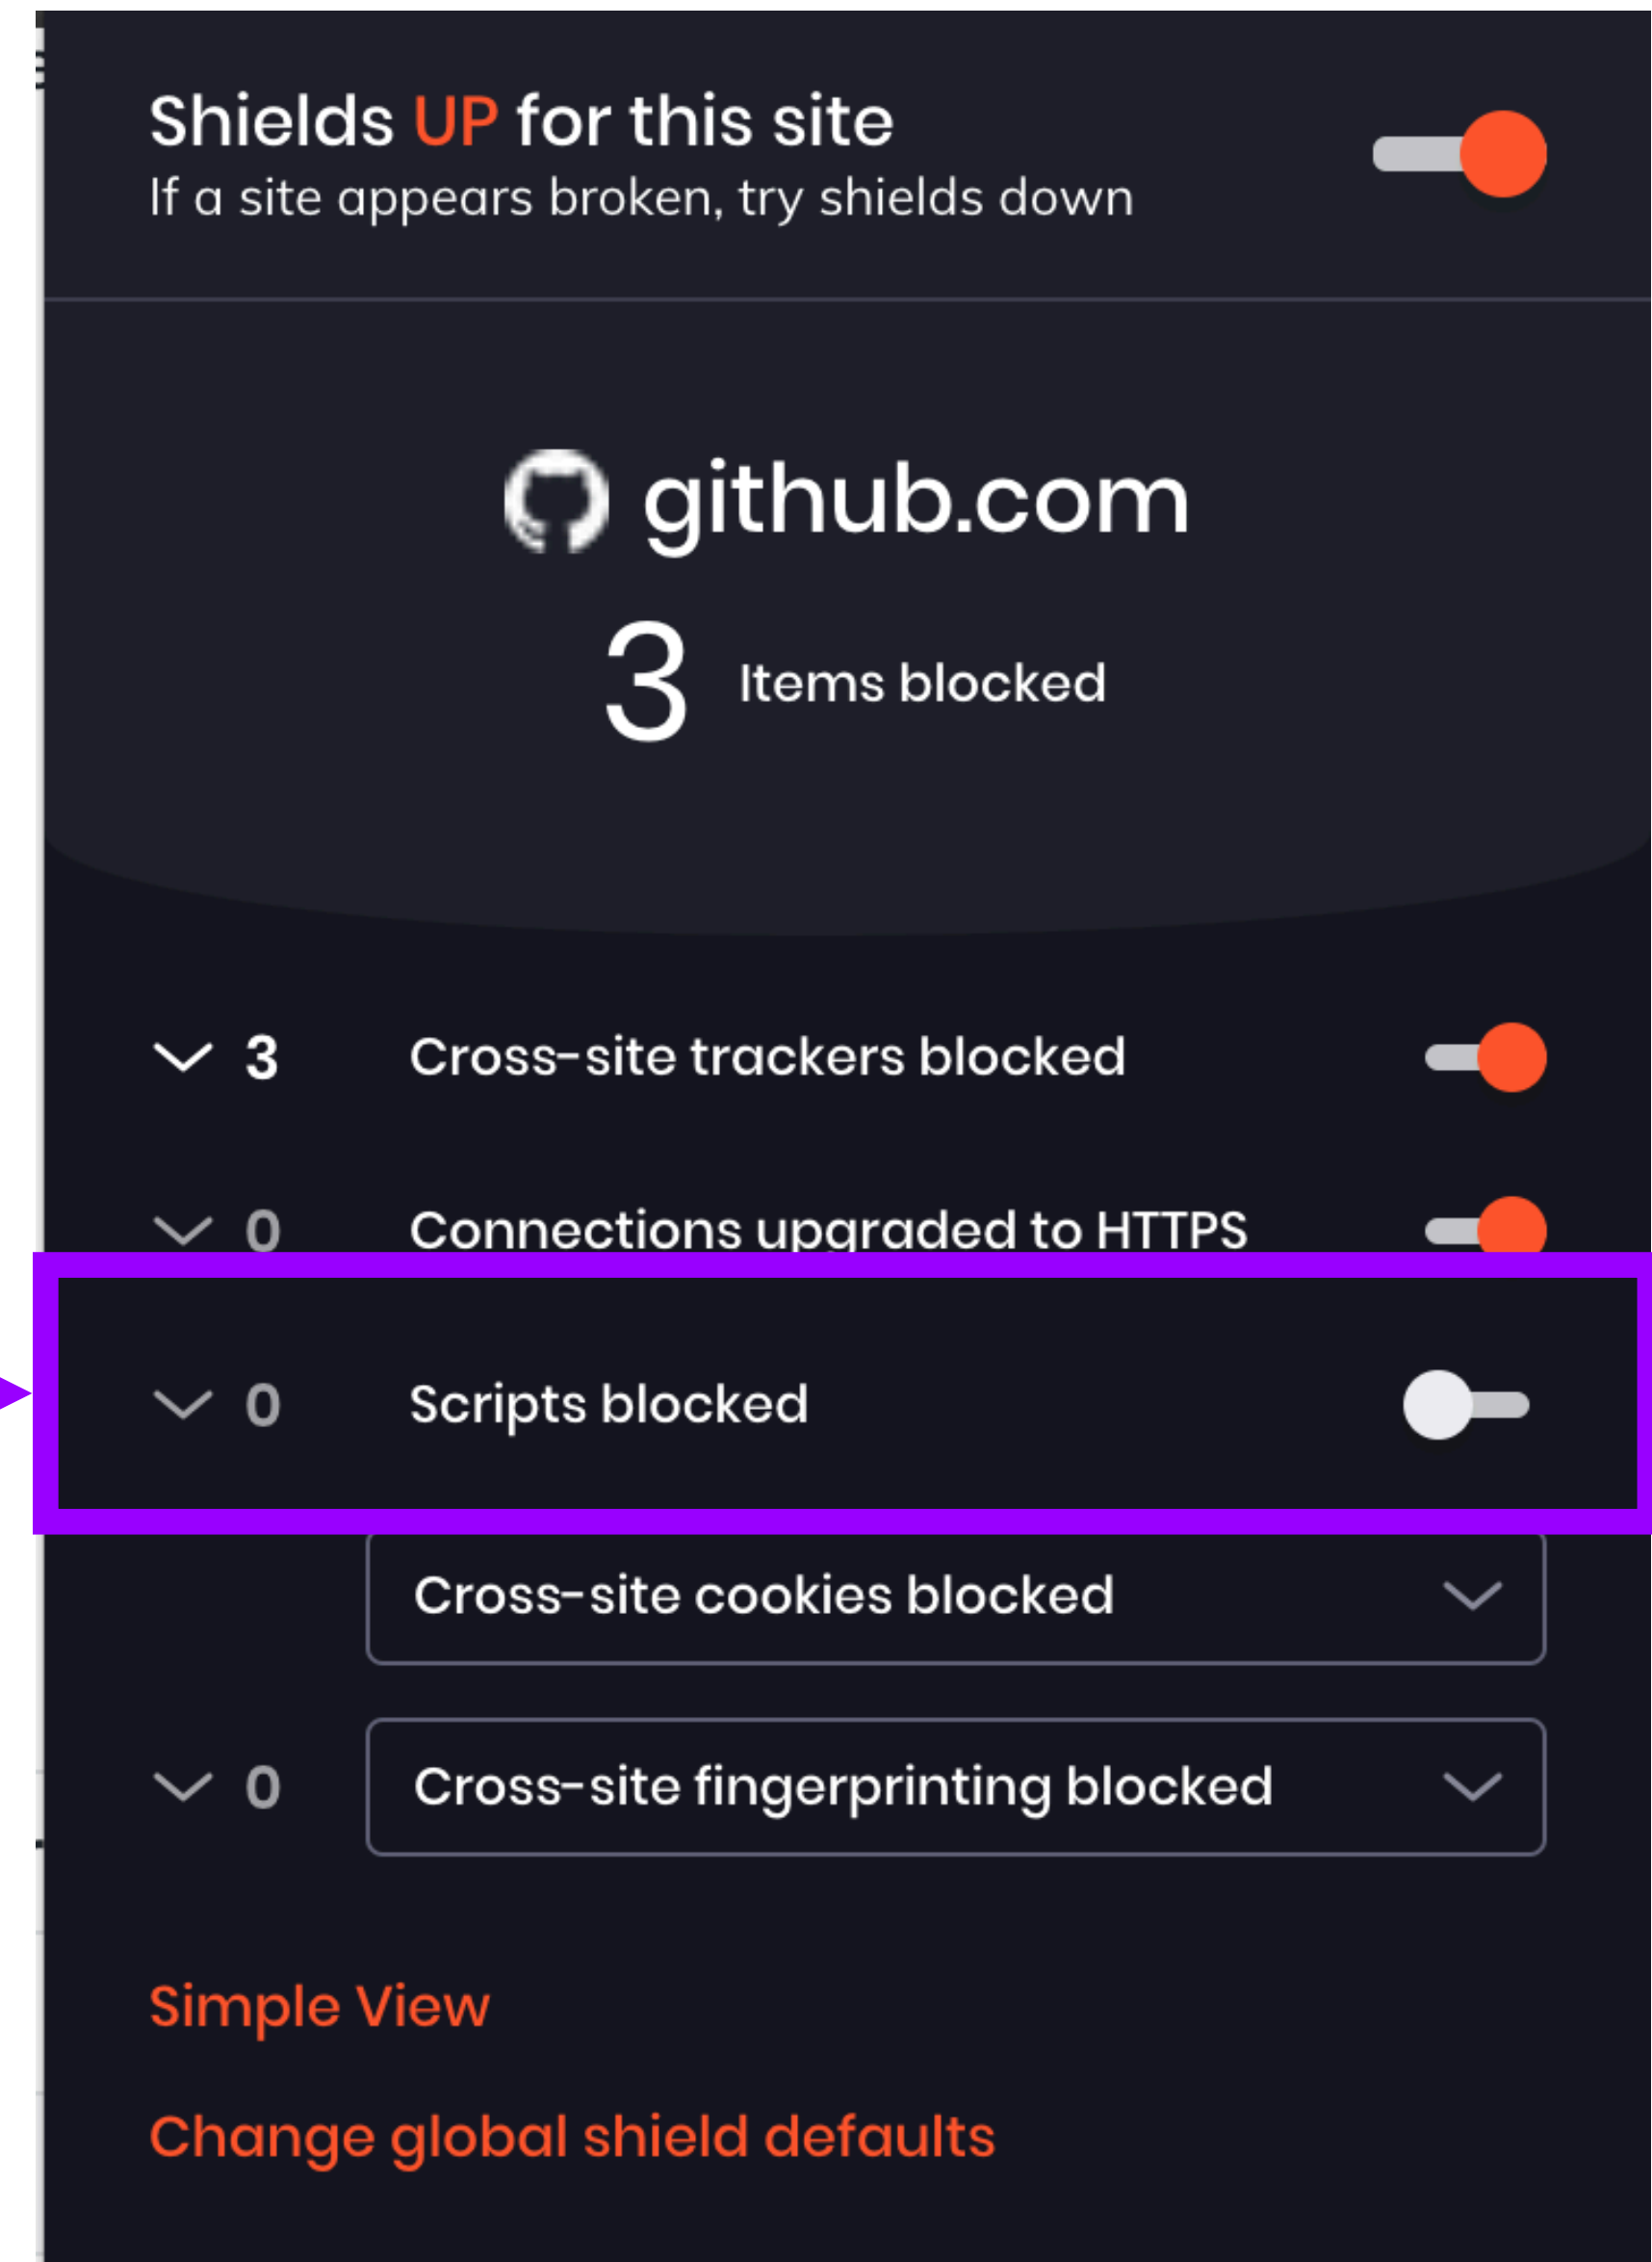 Shields UP for this site
If a site appears broken, try shields down
github.com
3 Items blocked
3 Cross-site trackers blocked
0 Connections upgraded to HTTPS
0 Scripts blocked
Cross-site cookies blocked
0 Cross-site fingerprinting blocked
Simple View
Change global shield defaults